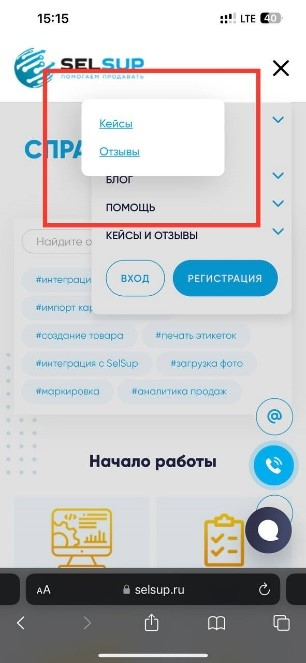 15:15
LTE 40
SELSUP
ПОМОГАЕМ ПРОДАВАТЬ
Кейсы
Отзывы
СПРА
БЛОГ
ПОМОЩЬ
КЕЙСЫ И ОТЗЫВЫ
Найдите о
ВХОД
РЕГИСТРАЦИЯ
#интеграци
#импорт кар
#создание товара
#печать этикеток
#интеграция с SelSup
#загрузка фото
#маркировка
#аналитика продаж
@
Начало работы
AA
selsup.ru